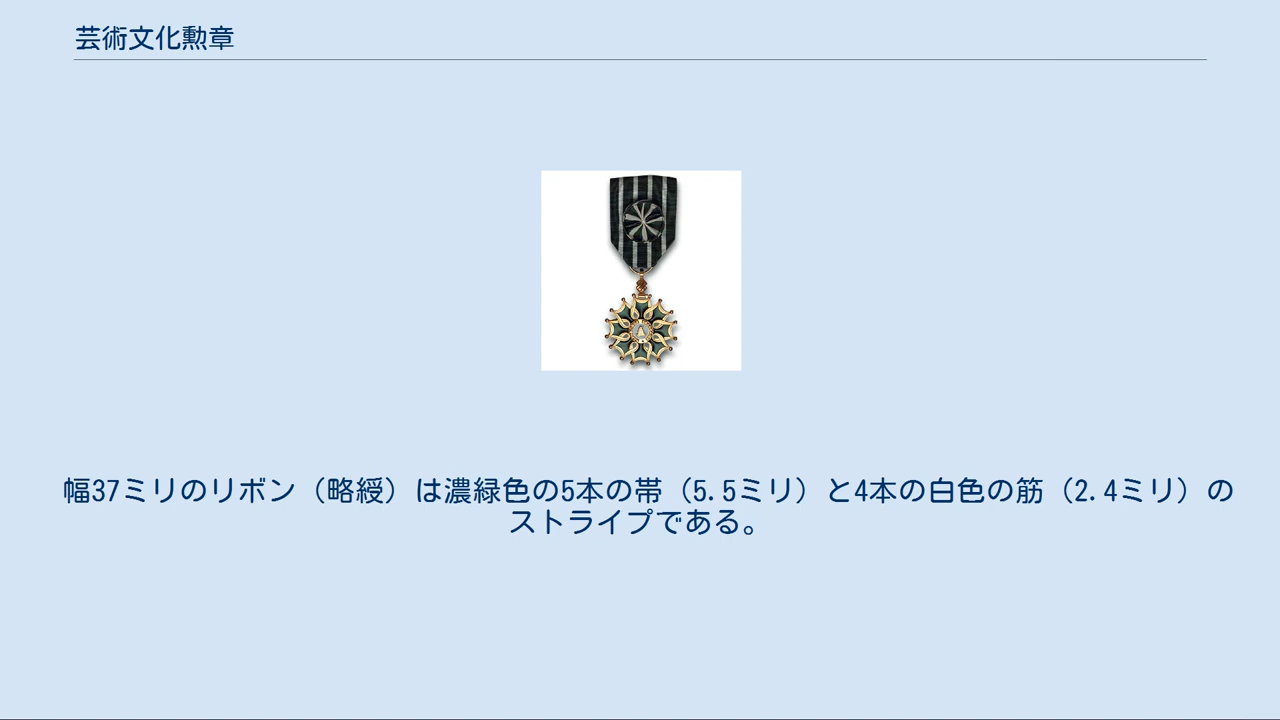 芸術文化勲章
幅37ミリのリボン（略綬）は濃緑色の5本の帯（5.5ミリ）と4本の白色の筋（2.4ミリ）の
ストライプである。